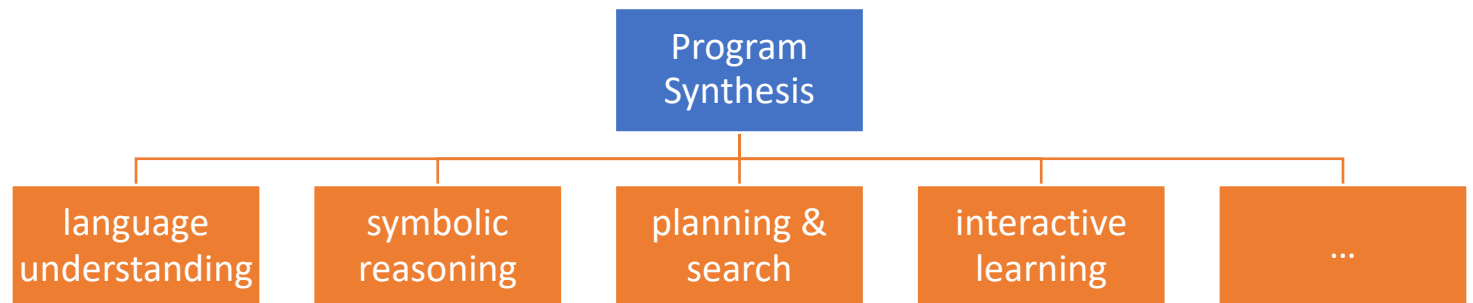 Program
Synthesis
language
understanding
symbolic
reasoning
planning &
search
interactive
learning
...